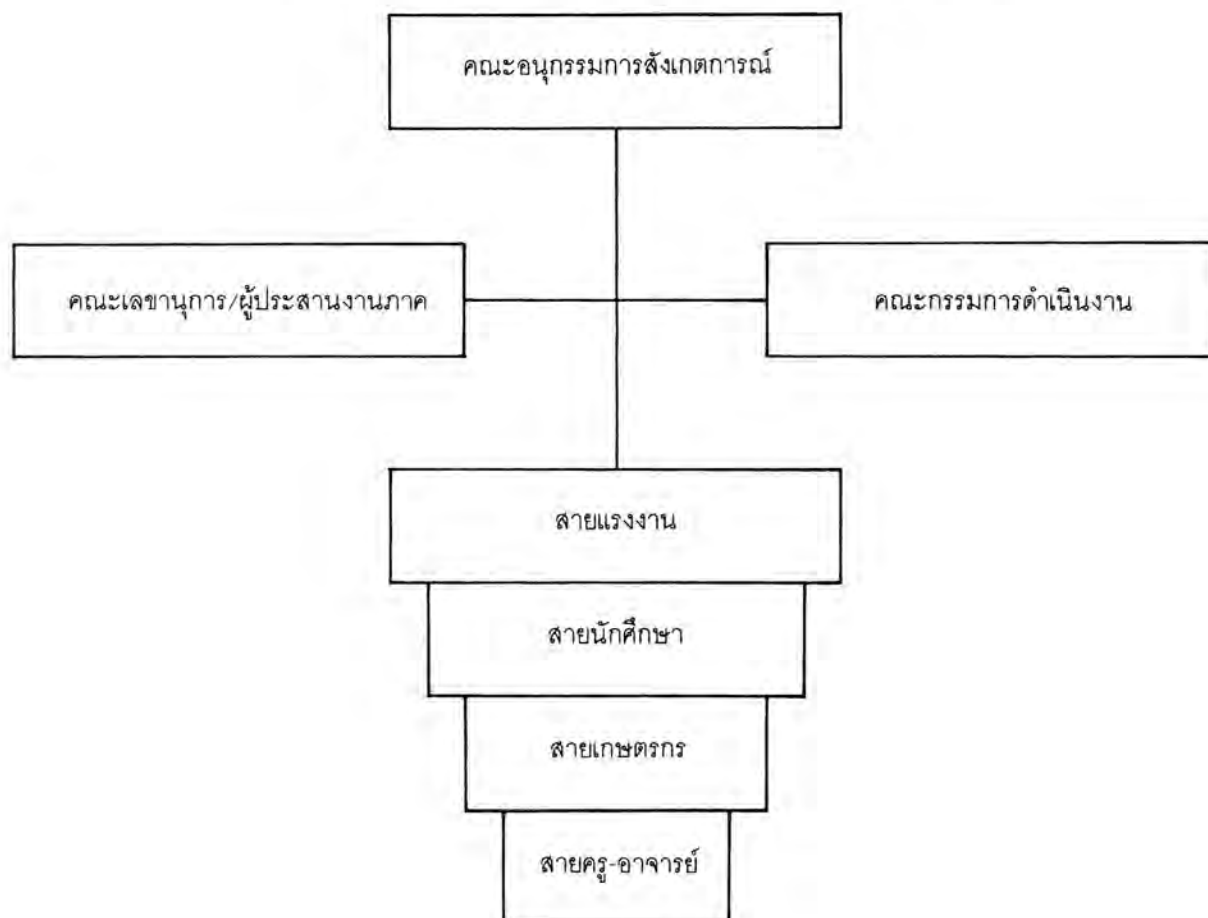 คณะอนุกรรมการสังเกตการณ์
คณะเลขานุการ/ผู้ประสานงานภาค
คณะกรรมการดำเนินงาน
สายแรงงาน
สายนักศึกษา
สายเกษตรกร
สายครู-อาจารย์